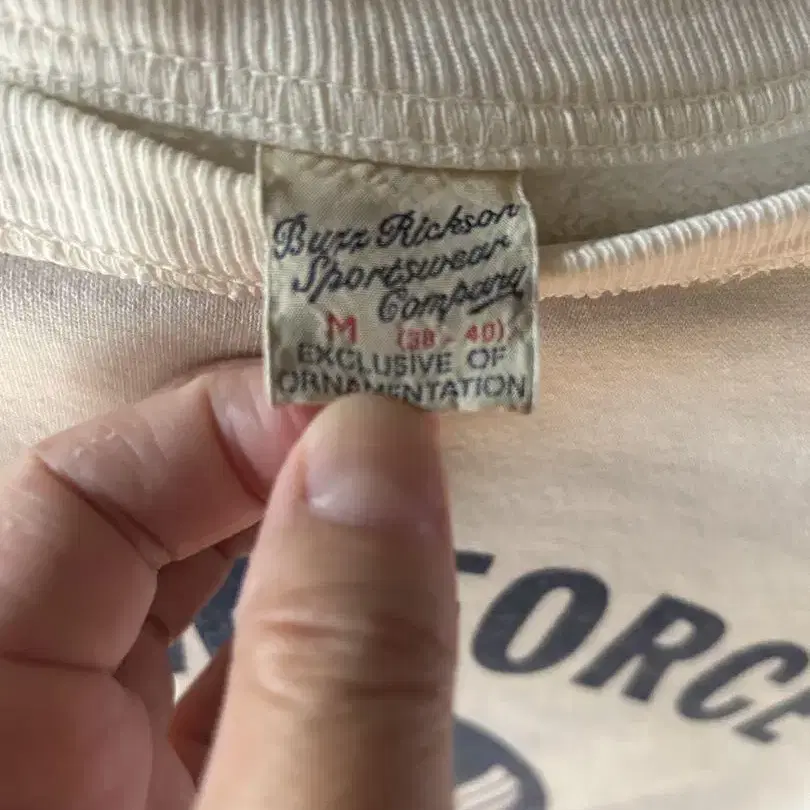 Buzz Rickson
Sportswear
Company
M (38-40)
EXCLUSIVE OF
ORNAMENTATION
FORCE